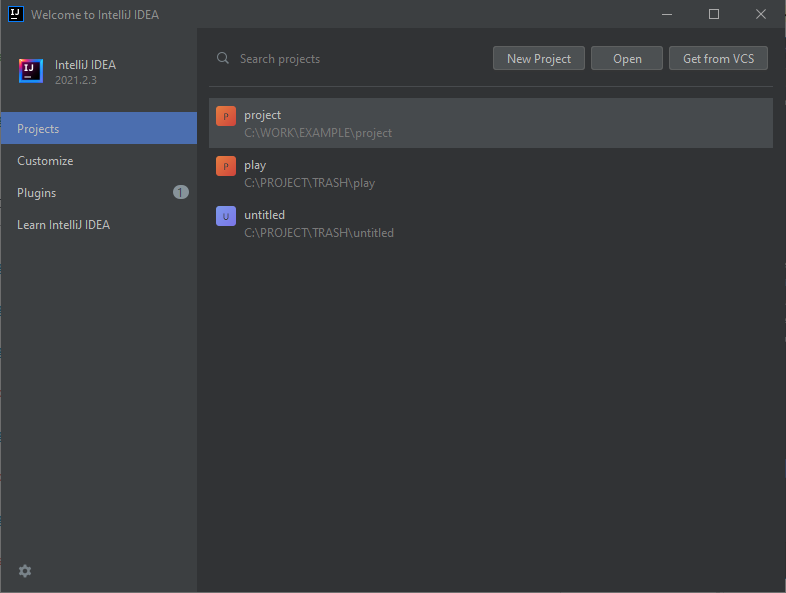 Welcome to IntelliJ IDEA
IJ
IntelliJ IDEA
2021.2.3
Projects
Customize
Plugins 1
Learn IntelliJ IDEA
Search projects
New Project
Open
Get from VCS
P project
C:\WORK\EXAMPLE\project
P play
C:\PROJECT\TRASH\play
U untitled
C:\PROJECT\TRASH\untitled